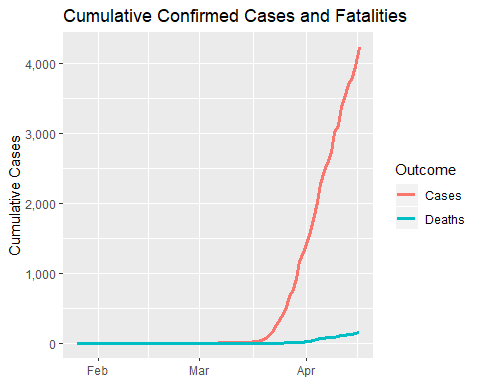 Cumulative Confirmed Cases and Fatalities
Cumulative Cases
4,000
3,000
2,000
1,000
0
Feb
Mar
Apr
Outcome
Cases
Deaths